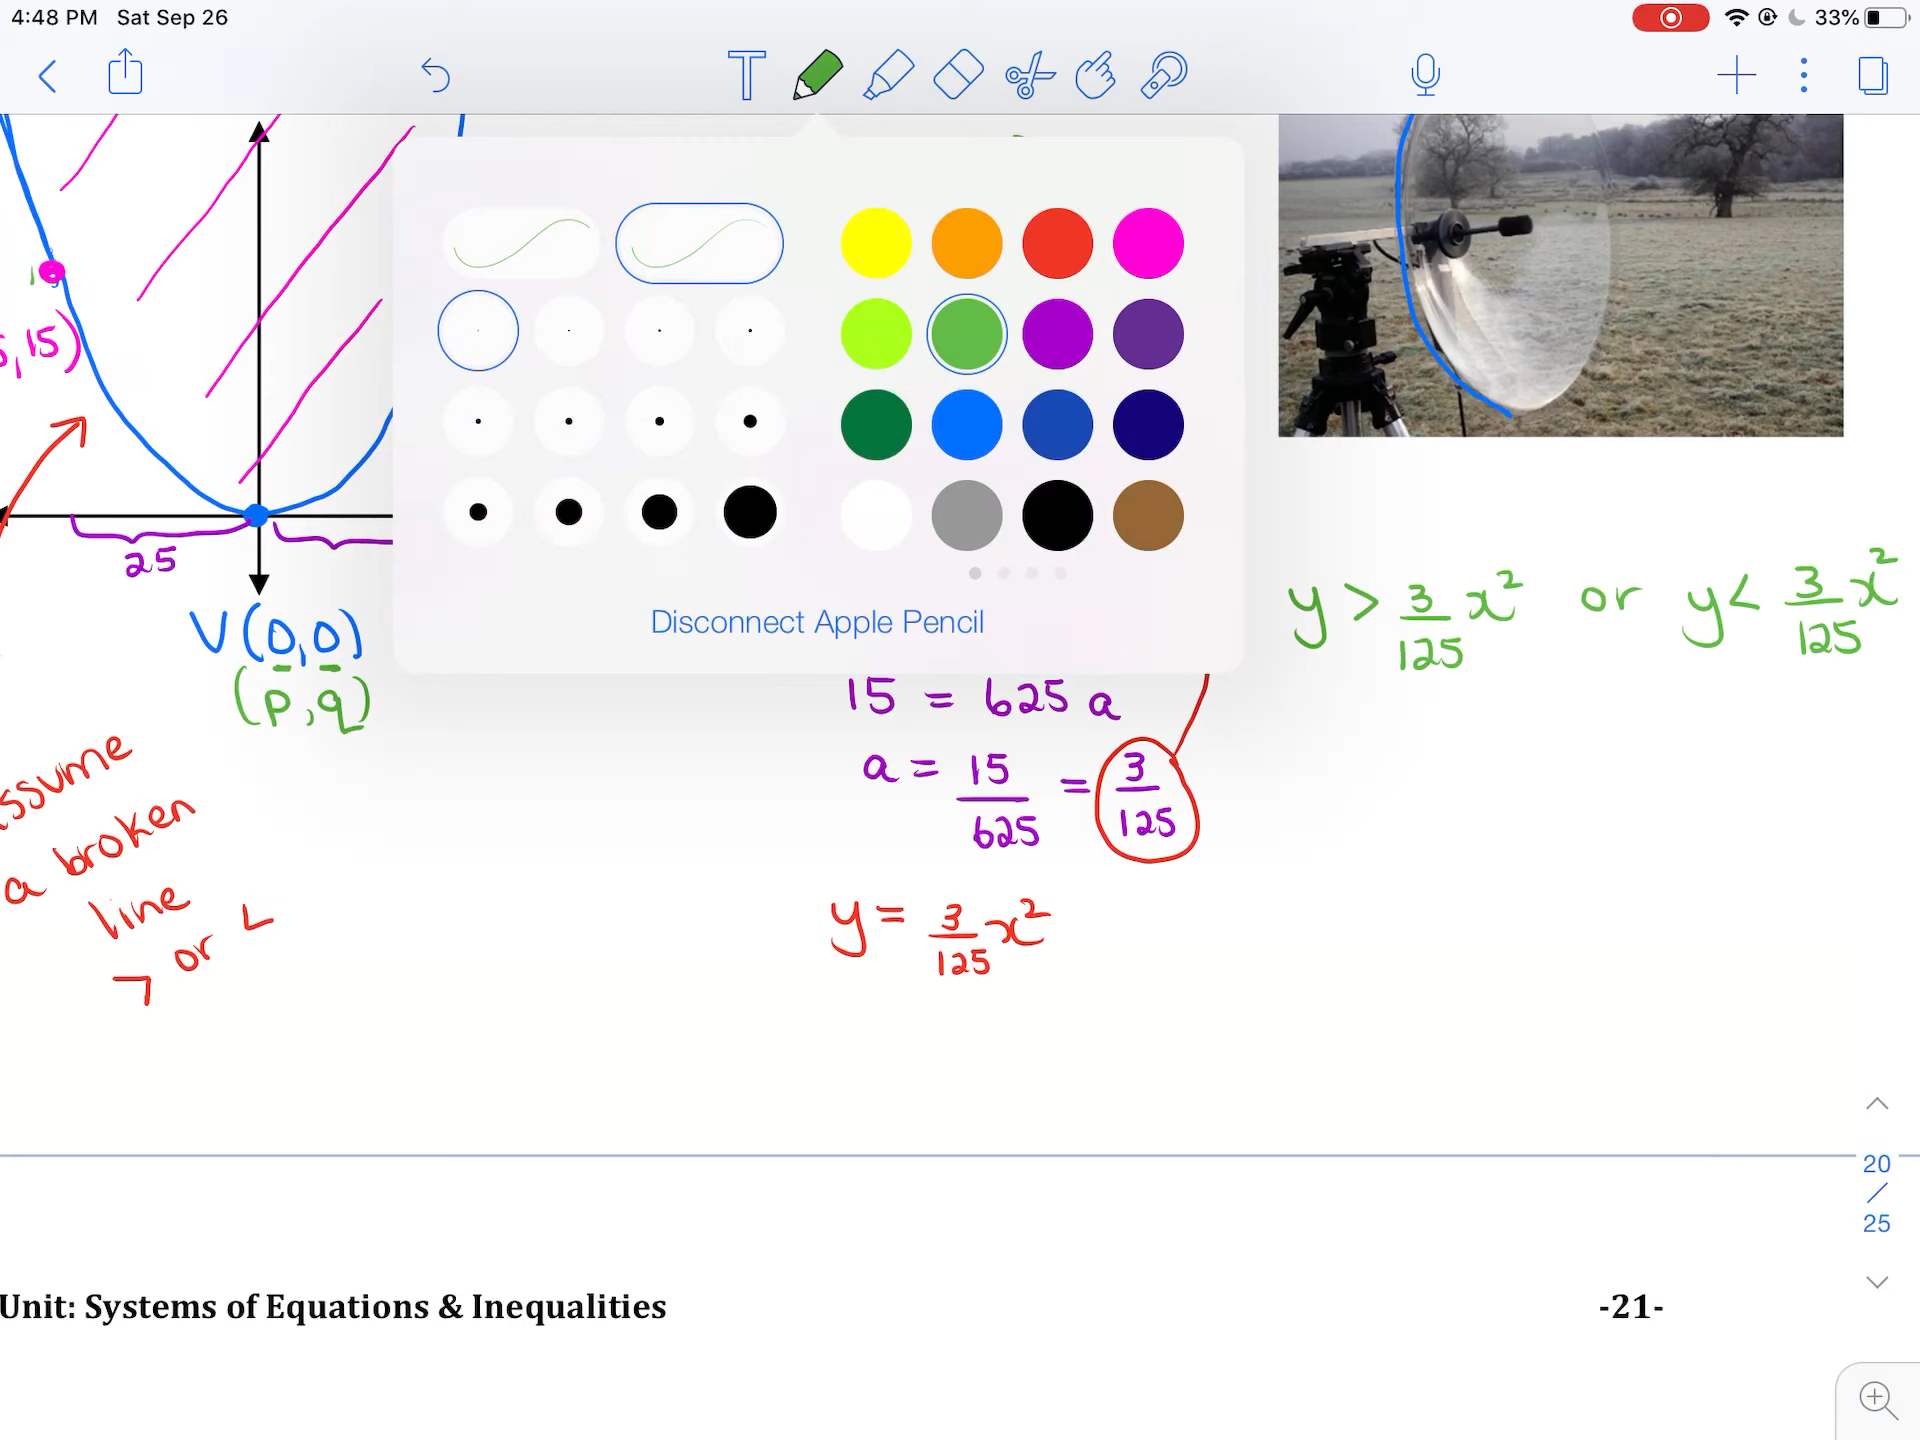 4:48 PM Sat Sep 26
33%
T
,15)
25
V(0,0)
(p,q)
Disconnect Apple Pencil
y > 3/125 x² or y < 3/125 x²
15 = 625 a
a = 15/625 = 3/125
y = 3/125 x²
a broken
line
> or <
20
/
25
Unit: Systems of Equations & Inequalities
-21-